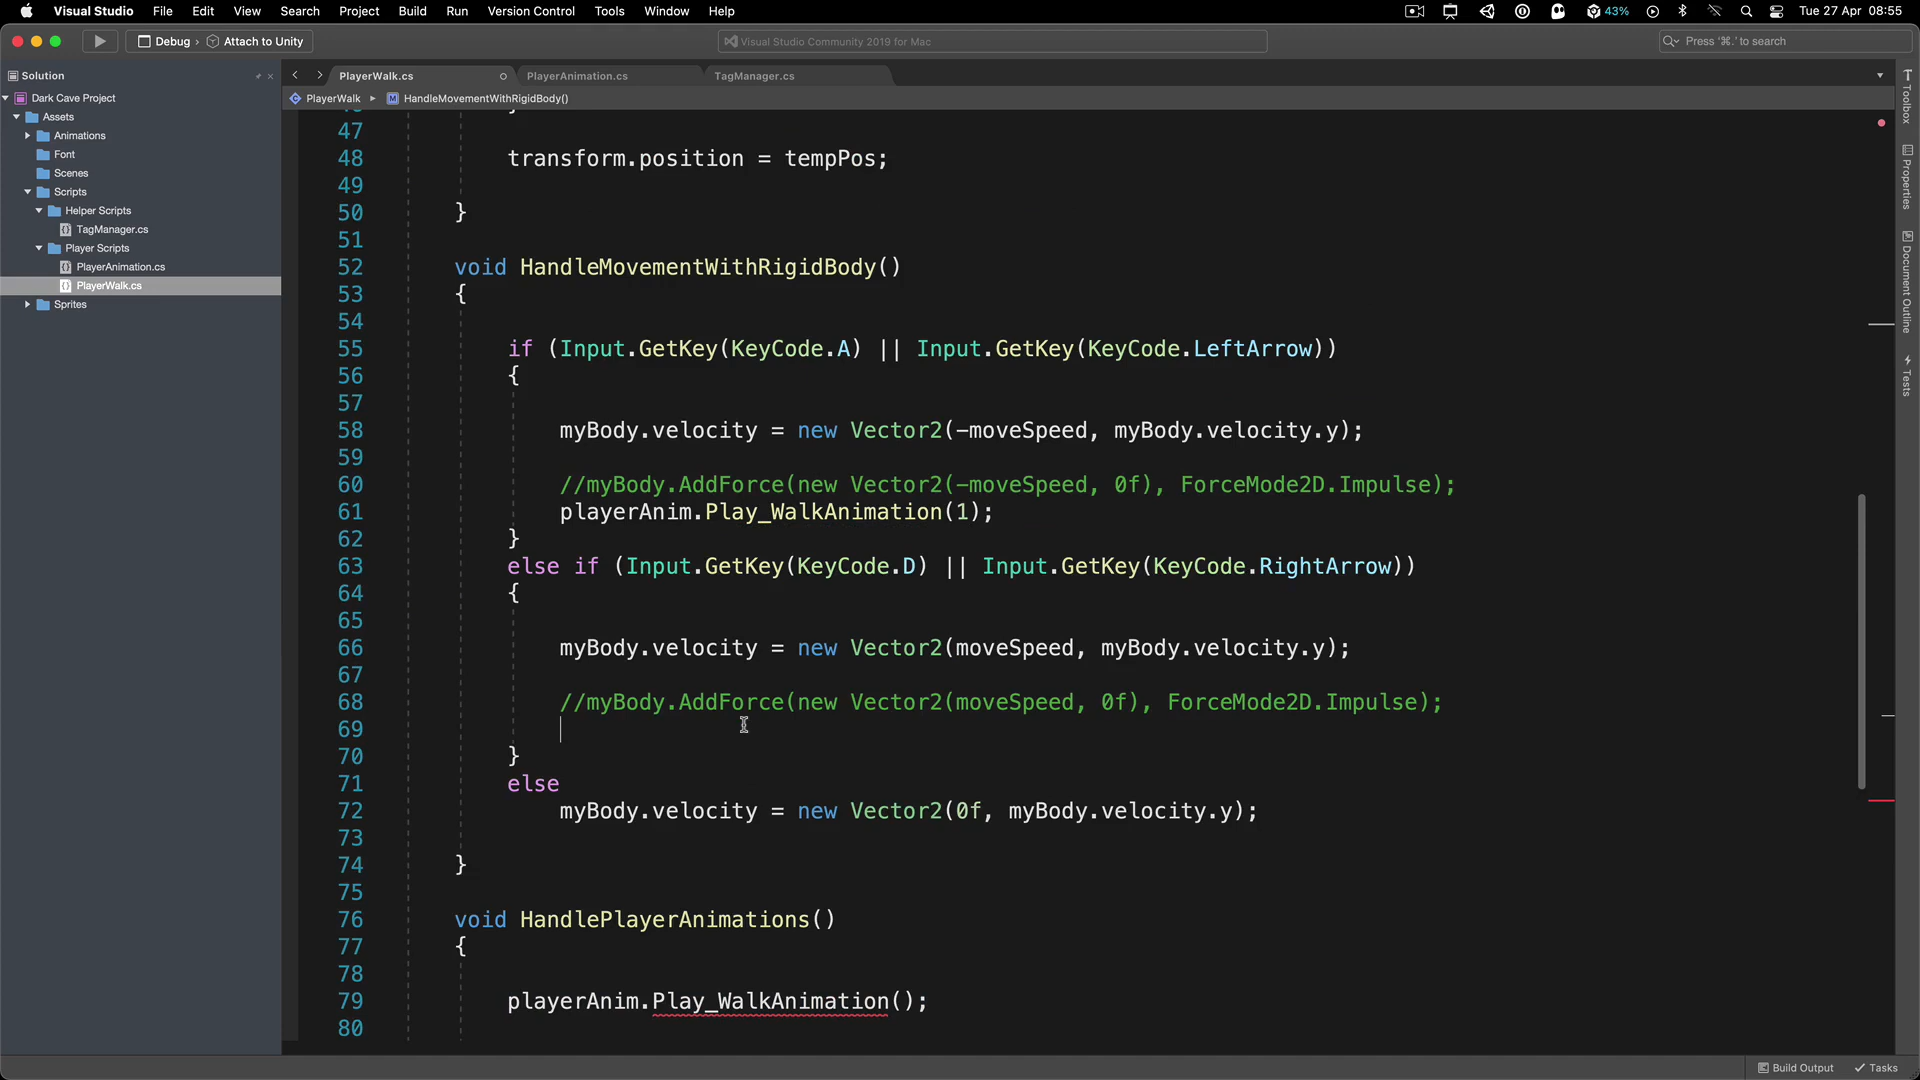 Visual Studio File Edit View Search Project Build Run Version Control Tools Window Help 43% Tue 27 Apr 08:55
Debug › Attach to Unity Visual Studio Community 2019 for Mac Press '⌘.' to search
Solution
Dark Cave Project
Assets
Animations
Font
Scenes
Scripts
Helper Scripts
TagManager.cs
Player Scripts
PlayerAnimation.cs
PlayerWalk.cs
Sprites
PlayerWalk.cs PlayerAnimation.cs TagManager.cs
PlayerWalk HandleMovementWithRigidBody()
47
48 transform.position = tempPos;
49
50 }
51
52 void HandleMovementWithRigidBody()
53 {
54
55 if (Input.GetKey(KeyCode.A) || Input.GetKey(KeyCode.LeftArrow))
56 {
57
58 myBody.velocity = new Vector2(-moveSpeed, myBody.velocity.y);
59
60 //myBody.AddForce(new Vector2(-moveSpeed, 0f), ForceMode2D.Impulse);
61 playerAnim.Play_WalkAnimation(1);
62 }
63 else if (Input.GetKey(KeyCode.D) || Input.GetKey(KeyCode.RightArrow))
64 {
65
66 myBody.velocity = new Vector2(moveSpeed, myBody.velocity.y);
67
68 //myBody.AddForce(new Vector2(moveSpeed, 0f), ForceMode2D.Impulse);
69
70 }
71 else
72 myBody.velocity = new Vector2(0f, myBody.velocity.y);
73
74 }
75
76 void HandlePlayerAnimations()
77 {
78
79 playerAnim.Play_WalkAnimation();
80
Toolbox
Properties
Document Outline
Tests
Build Output Tasks